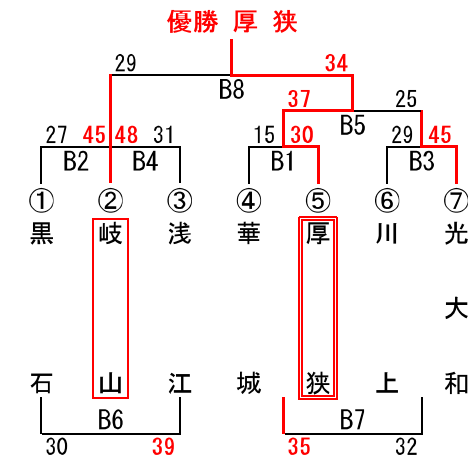 優勝 厚 狭
29 34
B8
37 25
B5
27 45 48 31 15 30 29 45
B2 B4 B1 B3
① ② ③ ④ ⑤ ⑥ ⑦
黒 岐 浅 華 厚 川 光
大
石 山 江 城 狭 上 和
B6 B7
30 39 35 32